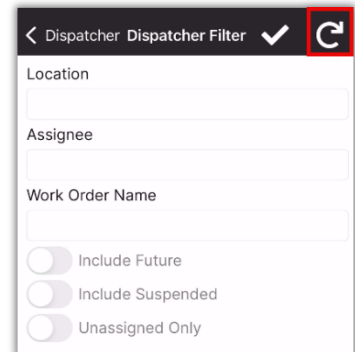 Dispatcher Dispatcher Filter
Location
Assignee
Work Order Name
Include Future
Include Suspended
Unassigned Only